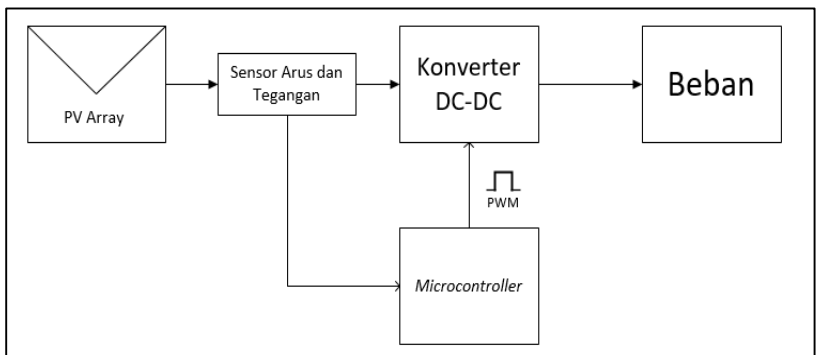 PV Array
Sensor Arus dan
Tegangan
Konverter
DC-DC
Beban
PWM
Microcontroller